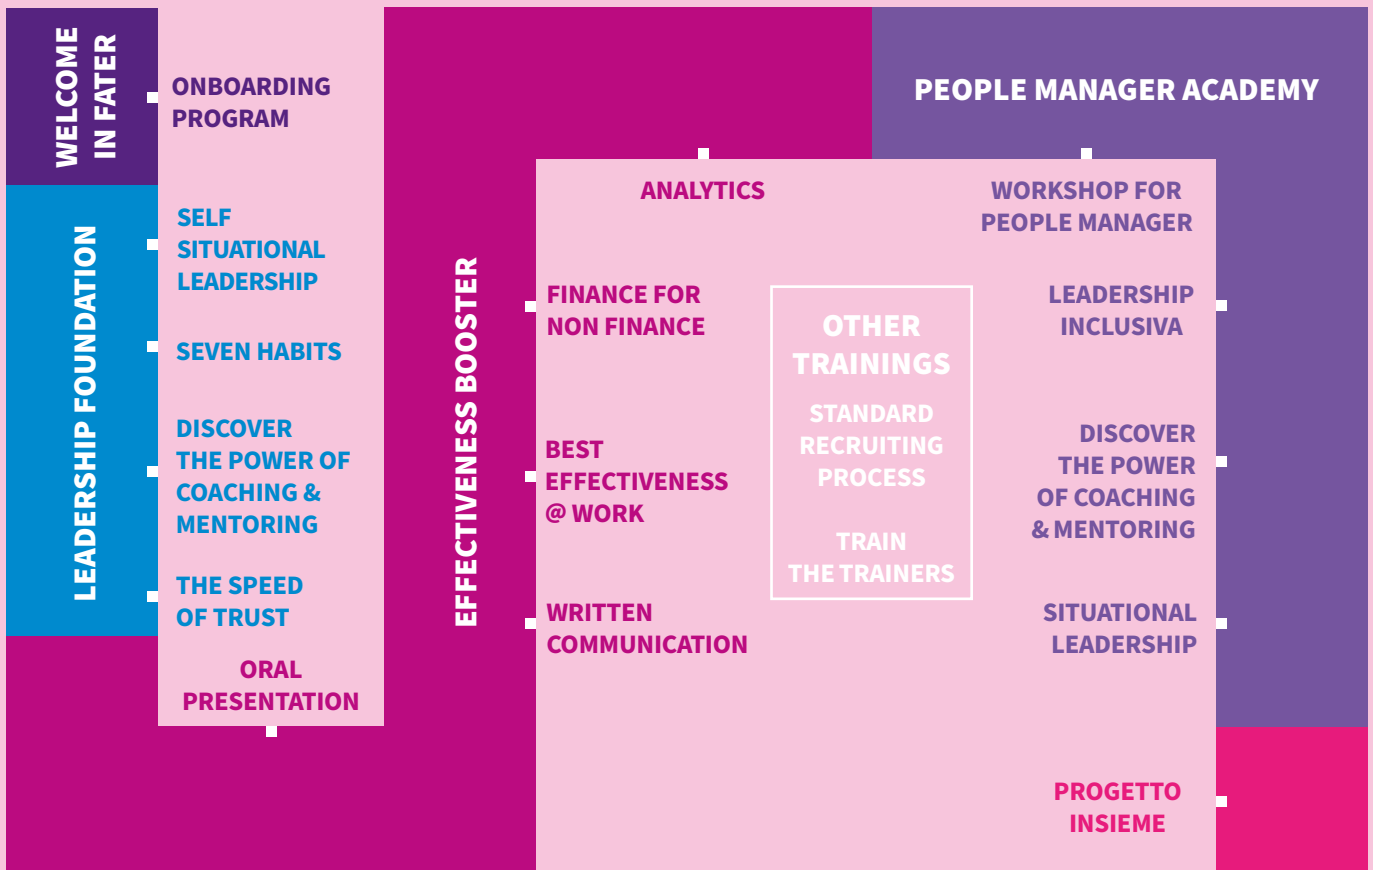 WELCOME
IN FATER
ONBOARDING
PROGRAM
LEADERSHIP FOUNDATION
SELF
SITUATIONAL
LEADERSHIP
SEVEN HABITS
DISCOVER
THE POWER OF
COACHING &
MENTORING
THE SPEED
OF TRUST
ORAL
PRESENTATION
EFFECTIVENESS BOOSTER
ANALYTICS
FINANCE FOR
NON FINANCE
BEST
EFFECTIVENESS
@ WORK
WRITTEN
COMMUNICATION
OTHER
TRAININGS
STANDARD
RECRUITING
PROCESS
TRAIN
THE TRAINERS
PEOPLE MANAGER ACADEMY
WORKSHOP FOR
PEOPLE MANAGER
LEADERSHIP
INCLUSIVA
DISCOVER
THE POWER
OF COACHING
& MENTORING
SITUATIONAL
LEADERSHIP
PROGETTO
INSIEME